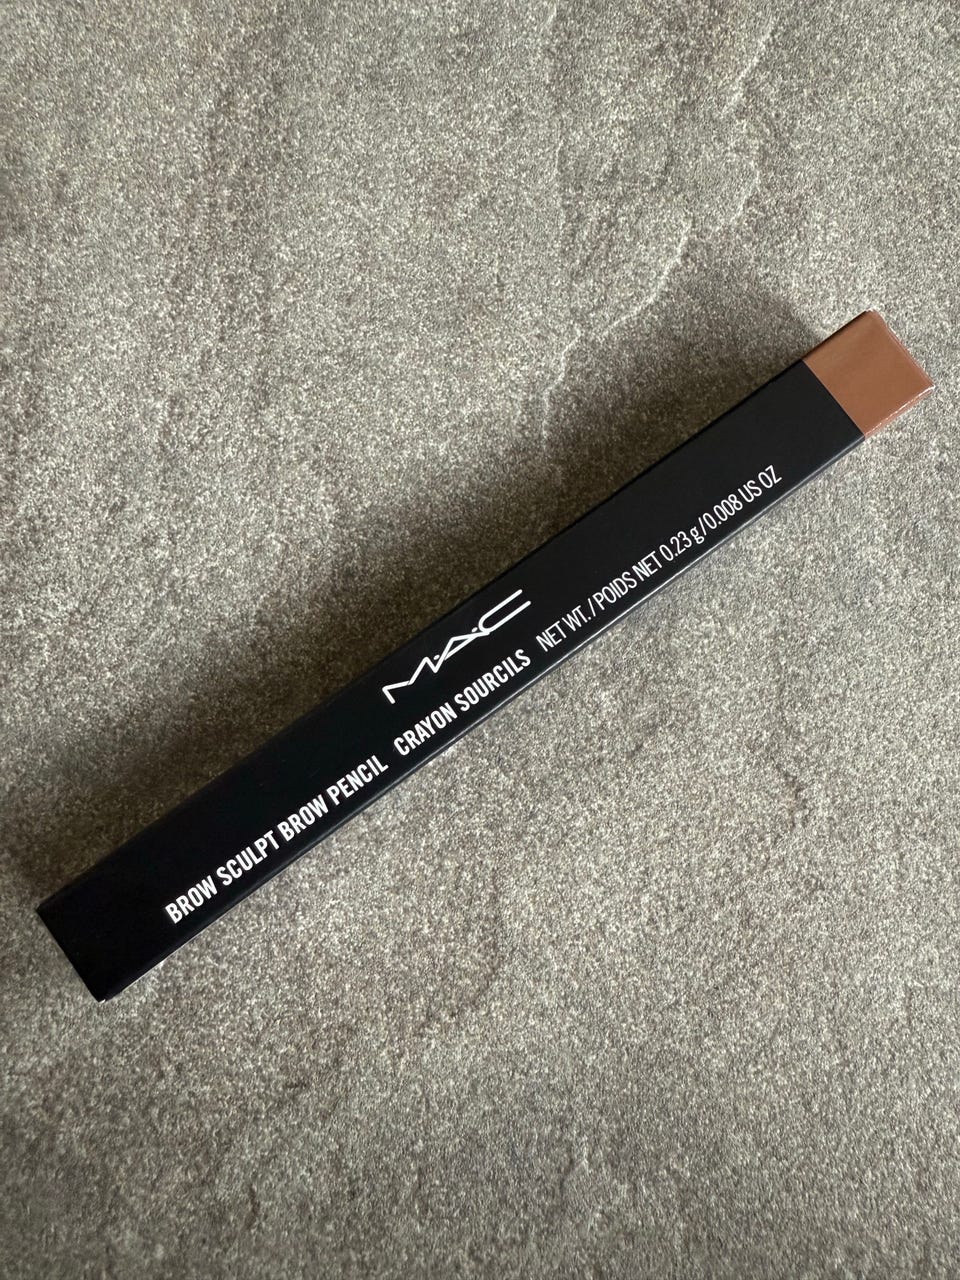 M·A·C
BROW SCULPT BROW PENCIL CRAYON SOURCILS NET WT. / POIDS NET 0.23 g / 0.008 US OZ